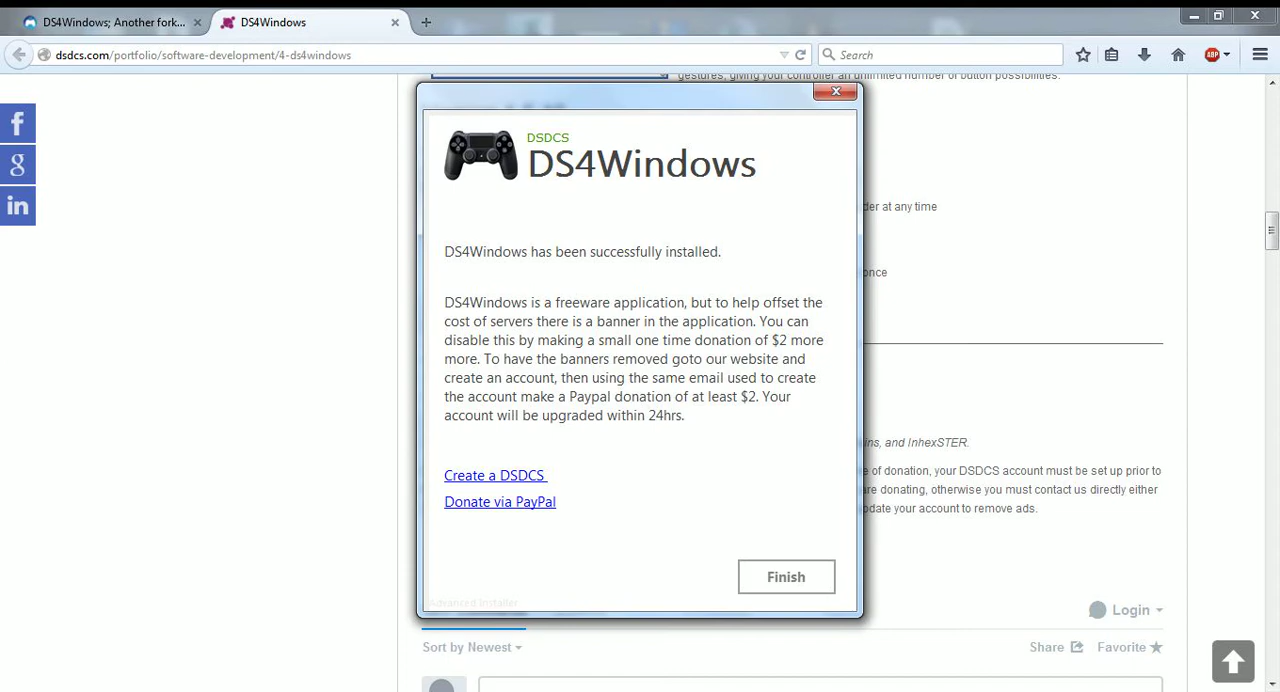 DS4Windows; Another fork...
DS4Windows
dsdcs.com/portfolio/software-development/4-ds4windows
Search
ABP
gestures, giving your controller an unlimited number of button possibilities.
f
g
in
DSDCS
DS4Windows
der at any time
DS4Windows has been successfully installed.
once
DS4Windows is a freeware application, but to help offset the
cost of servers there is a banner in the application. You can
disable this by making a small one time donation of $2 more
more. To have the banners removed goto our website and
create an account, then using the same email used to create
the account make a Paypal donation of at least $2. Your
account will be upgraded within 24hrs.
ins, and InhexSTER.
e of donation, your DSDCS account must be set up prior to
are donating, otherwise you must contact us directly either
pdate your account to remove ads.
Create a DSDCS
Donate via PayPal
Finish
Advanced Installer
Login
Sort by Newest
Share
Favorite